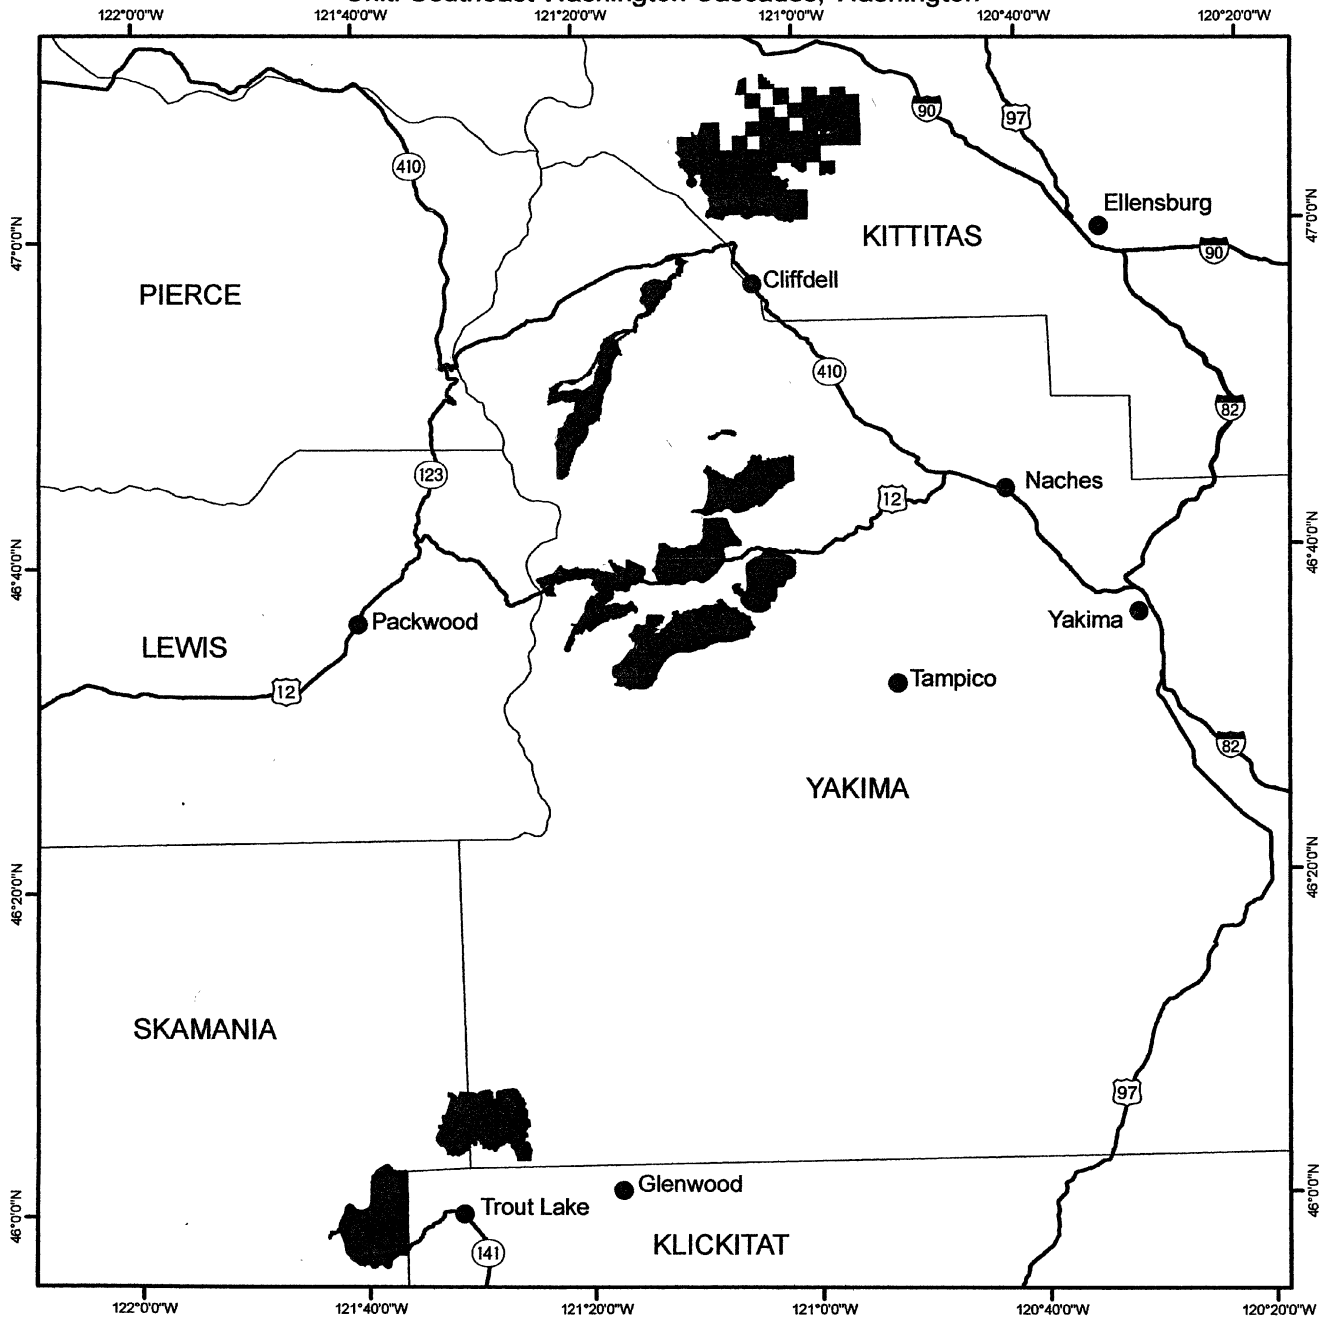 Unit: Southeast Washington Cascades, Washington
122°0'0"W 121°40'0"W 121°20'0"W 121°0'0"W 120°40'0"W 120°20'0"W
90
97
410
Ellensburg
47°0'0"N
47°0'0"N
KITTITAS
90
Cliffdell
PIERCE
410
82
123
Naches
12
46°40'0"N
46°40'0"N
Packwood
Yakima
LEWIS
Tampico
12
82
YAKIMA
46°20'0"N
46°20'0"N
SKAMANIA
97
Glenwood
46°0'0"N
46°0'0"N
Trout Lake
KLICKITAT
141
122°0'0"W 121°40'0"W 121°20'0"W 121°0'0"W 120°40'0"W 120°20'0"W